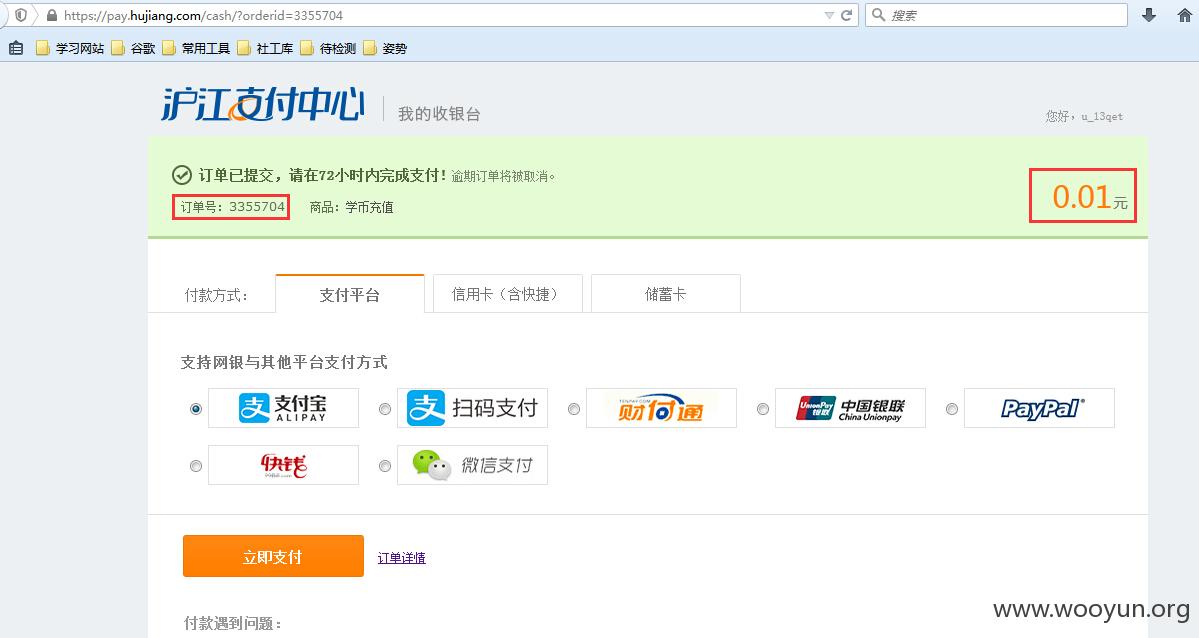 https://pay.hujiang.com/cash/?orderid=3355704
搜索
学习网站 谷歌 常用工具 社工库 待检测 姿势
沪江支付中心 我的收银台
您好，u_13qet
订单已提交，请在72小时内完成支付！逾期订单将被取消。
0.01元
订单号：3355704 商品：学币充值
付款方式： 支付平台 信用卡（含快捷） 储蓄卡
支持网银与其他平台支付方式
支付宝 ALIPAY 支 扫码支付 TENPAY.COM 财付通 UnionPay 银联 中国银联 China Unionpay PayPal
快钱 99Bill.com 微信支付
立即支付 订单详情
付款遇到问题：
www.wooyun.org